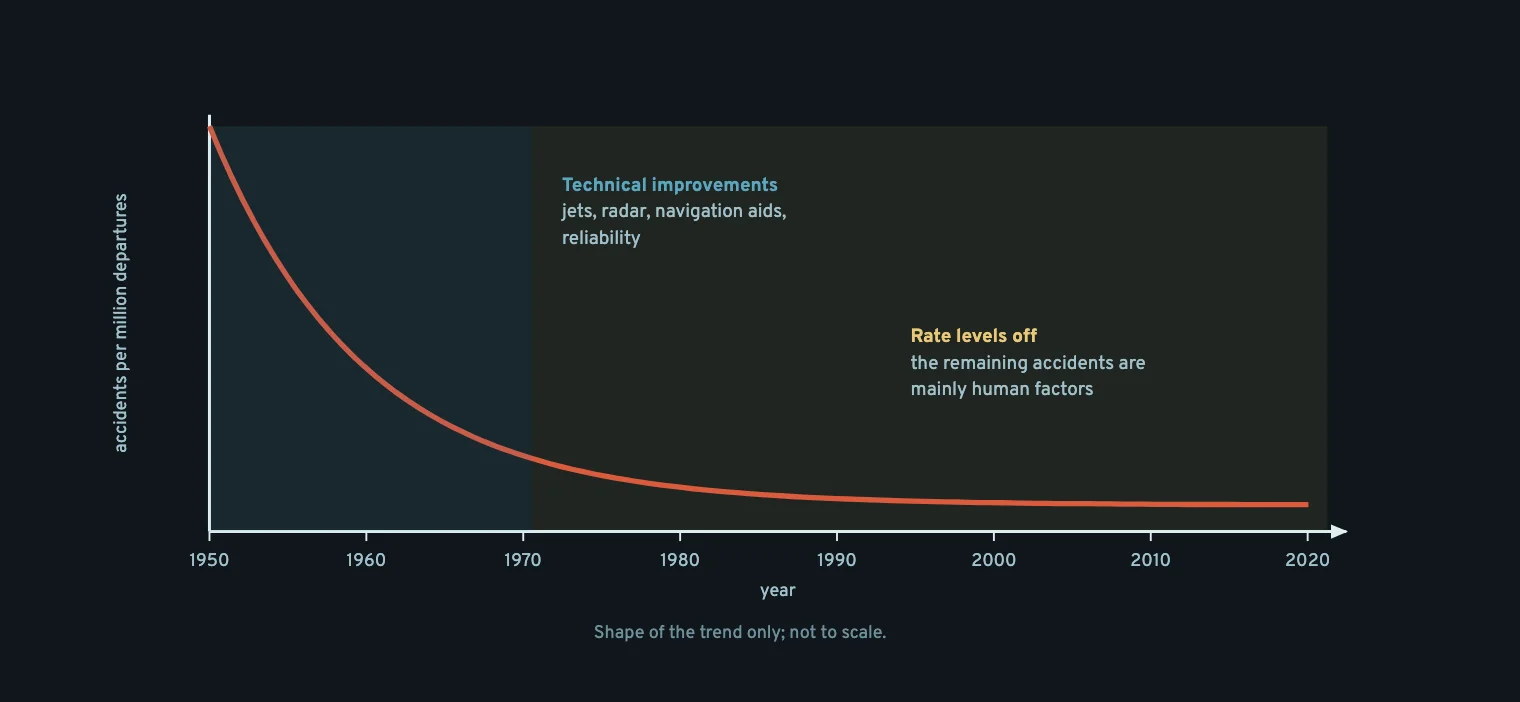 accidents per million departures
Technical improvements
jets, radar, navigation aids,
reliability
Rate levels off
the remaining accidents are
mainly human factors
1950 1960 1970 1980 1990 2000 2010 2020
year
Shape of the trend only; not to scale.